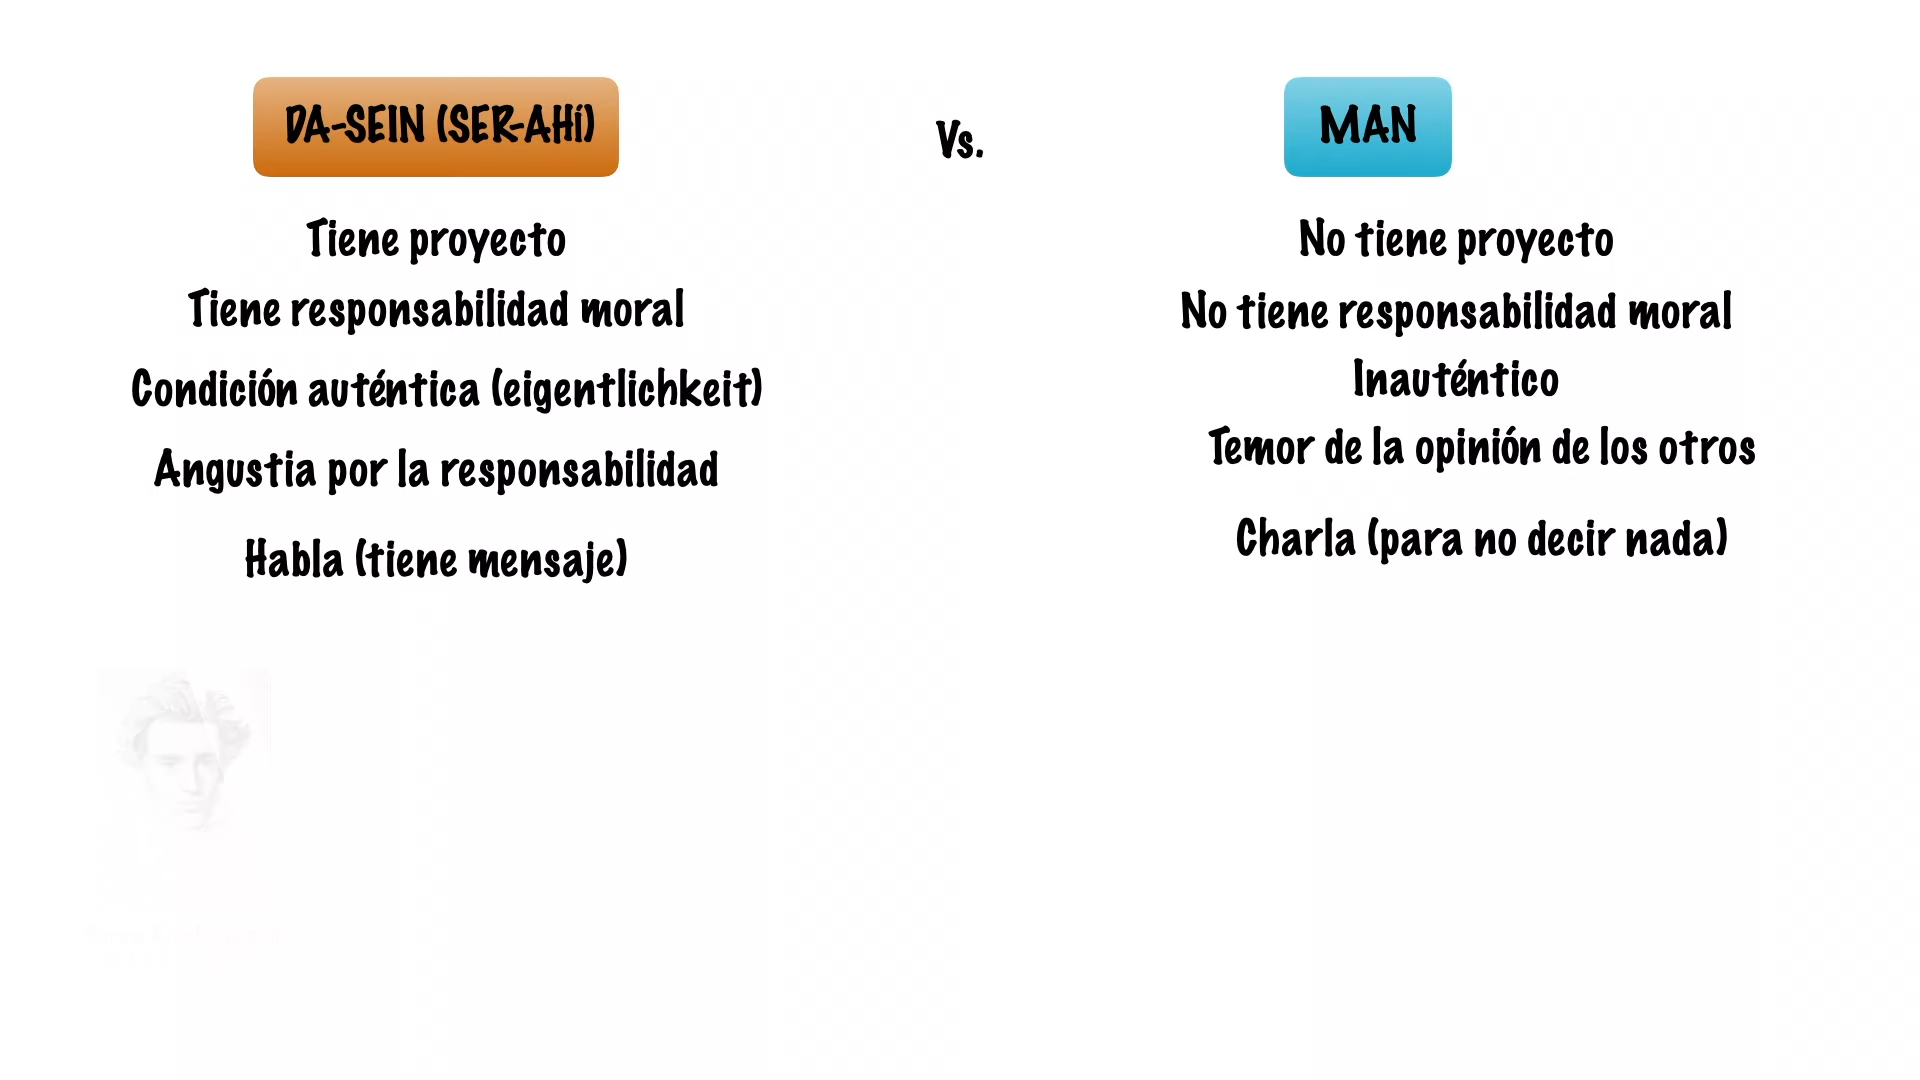 DA-SEIN (SER-AHÍ)
Vs.
MAN
Tiene proyecto
Tiene responsabilidad moral
Condición auténtica (eigentlichkeit)
Angustia por la responsabilidad
Habla (tiene mensaje)
No tiene proyecto
No tiene responsabilidad moral
Inauténtico
Temor de la opinión de los otros
Charla (para no decir nada)